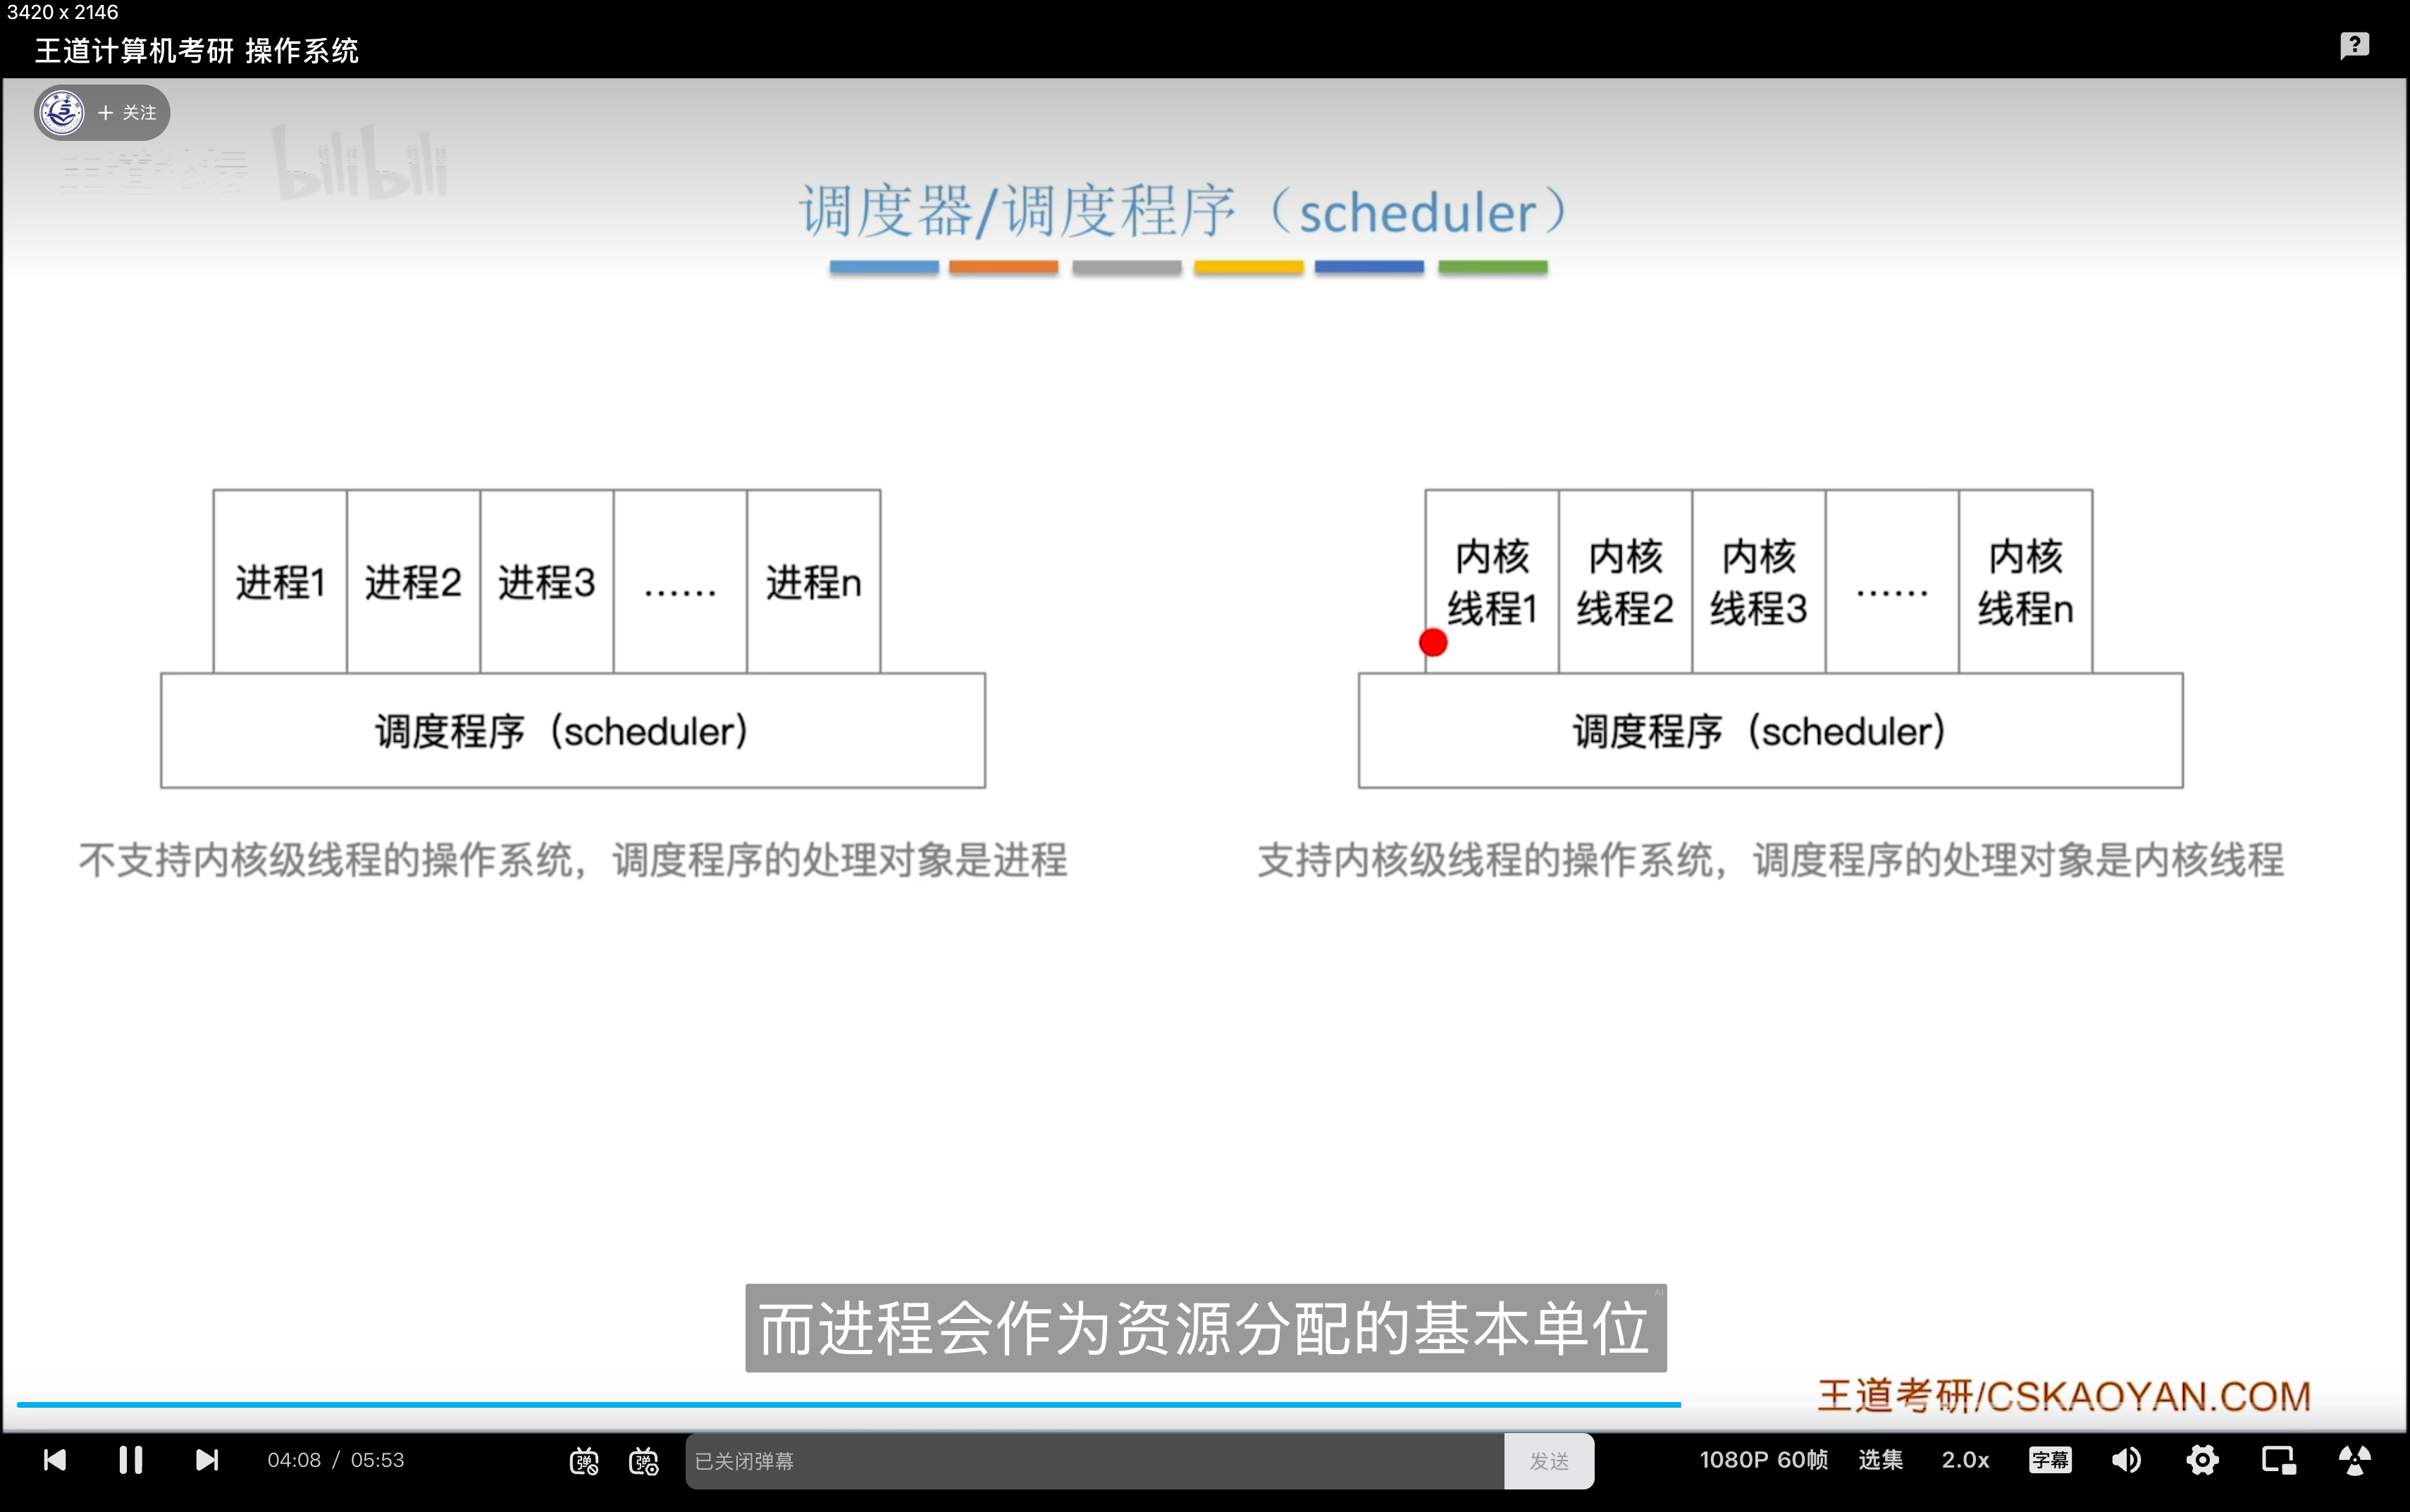 3420 x 2146
王道计算机考研 操作系统
+ 关注
bilibili
调度器/调度程序（scheduler）
进程1 进程2 进程3 …… 进程n
调度程序（scheduler）
不支持内核级线程的操作系统，调度程序的处理对象是进程
内核线程1 内核线程2 内核线程3 …… 内核线程n
调度程序（scheduler）
支持内核级线程的操作系统，调度程序的处理对象是内核线程
而进程会作为资源分配的基本单位
AI
王道考研/CSKAOYAN.COM
04:08 / 05:53
弹 弹
已关闭弹幕
发送
1080P 60帧 选集 2.0x 字幕